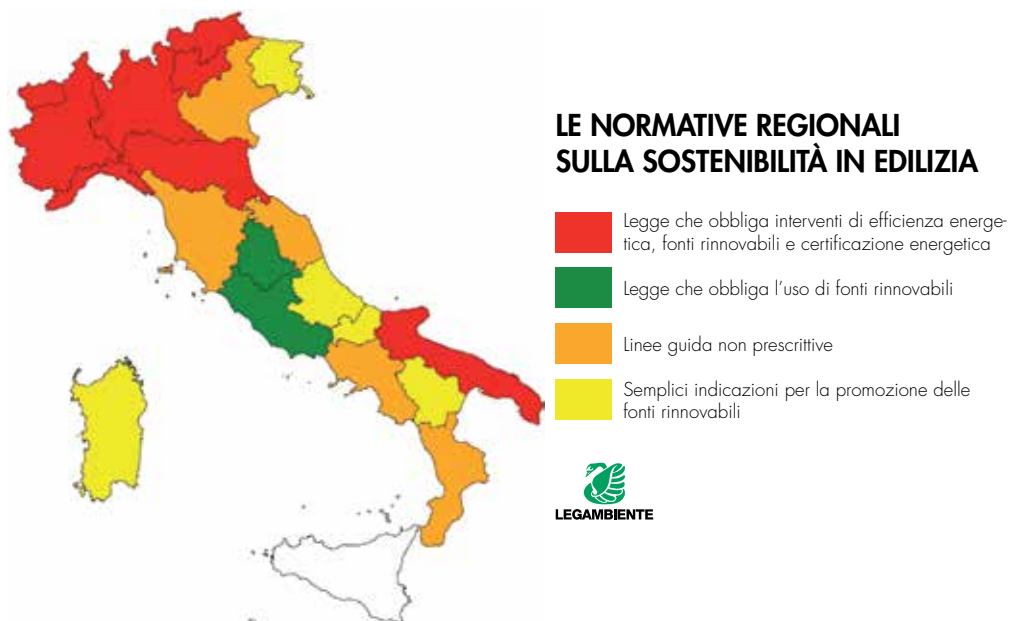 LE NORMATIVE REGIONALI
SULLA SOSTENIBILITÀ IN EDILIZIA
Legge che obbliga interventi di efficienza energe-
tica, fonti rinnovabili e certificazione energetica
Legge che obbliga l'uso di fonti rinnovabili
Linee guida non prescrittive
Semplici indicazioni per la promozione delle
fonti rinnovabili
LEGAMBIENTE